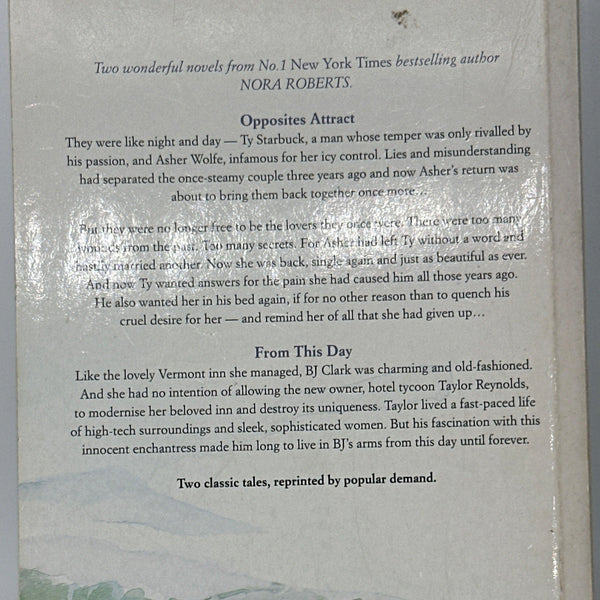 Two wonderful novels from No.1 New York Times bestselling author
NORA ROBERTS.
Opposites Attract
They were like night and day — Ty Starbuck, a man whose temper was only rivalled by
his passion, and Asher Wolfe, infamous for her icy control. Lies and misunderstanding
had separated the once-steamy couple three years ago and now Asher's return was
about to bring them back together once more…
But they were no longer free to be the lovers they once were. There were too many
wounds from the past. Too many secrets. For Asher had left Ty without a word and
hastily married another. Now she was back, single again and just as beautiful as ever.
And now Ty wanted answers for the pain she had caused him all those years ago.
He also wanted her in his bed again, if for no other reason than to quench his
cruel desire for her — and remind her of all that she had given up…
From This Day
Like the lovely Vermont inn she managed, BJ Clark was charming and old-fashioned.
And she had no intention of allowing the new owner, hotel tycoon Taylor Reynolds,
to modernise her beloved inn and destroy its uniqueness. Taylor lived a fast-paced life
of high-tech surroundings and sleek, sophisticated women. But his fascination with this
innocent enchantress made him long to live in BJ's arms from this day until forever.
Two classic tales, reprinted by popular demand.